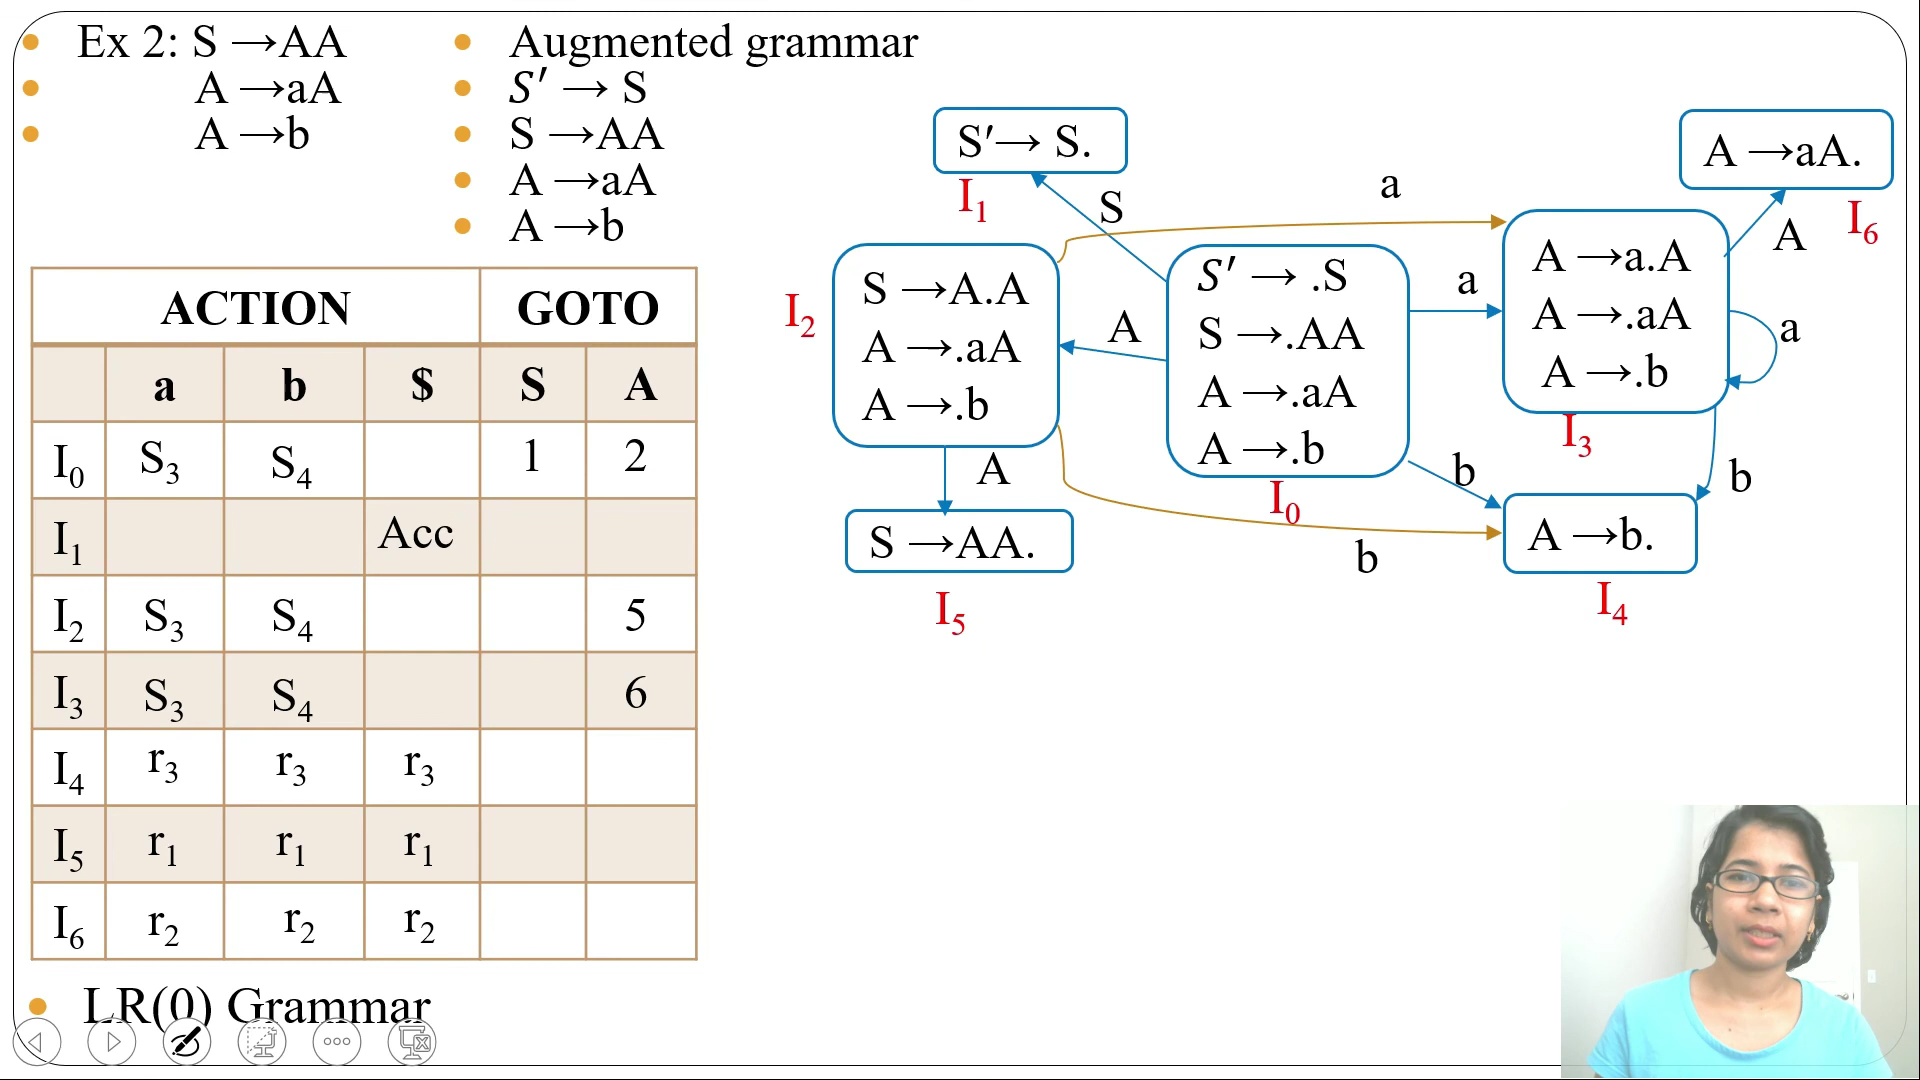 Ex 2: S →AA
A →aA
A →b
Augmented grammar
S′ → S
S →AA
A →aA
A →b
ACTION GOTO
a b $ S A
I0 S3 S4 1 2
I1 Acc
I2 S3 S4 5
I3 S3 S4 6
I4 r3 r3 r3
I5 r1 r1 r1
I6 r2 r2 r2
LR(0) Grammar
S′→ S.
I1
S
a
A →aA.
I6
A
I2
S →A.A
A →.aA
A →.b
A
S′ → .S
S →.AA
A →.aA
A →.b
I0
a
A →a.A
A →.aA
A →.b
I3
a
A
S →AA.
I5
b
b
A →b.
I4
b